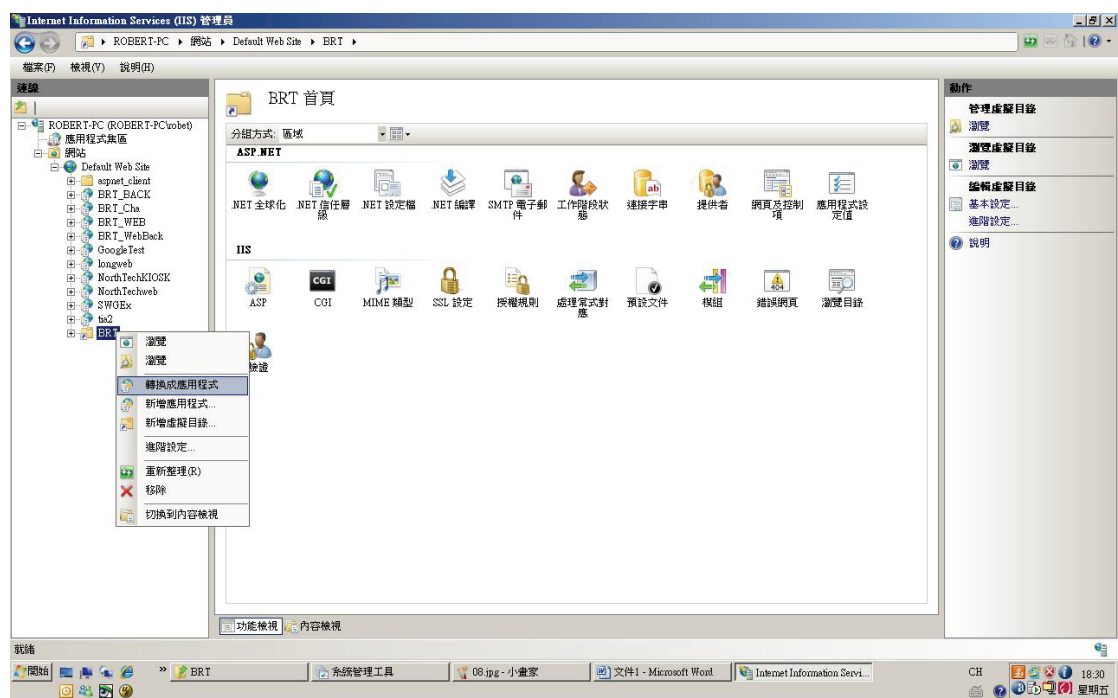 Internet Information Services (IIS) 管理員
ROBERT-PC ▸ 網站 ▸ Default Web Site ▸ BRT ▸
檔案(F) 檢視(V) 說明(H)
連線
ROBERT-PC (ROBERT-PC\robet)
應用程式集區
網站
Default Web Site
aspnet_client
BRT_BACK
BRT_Cha
BRT_WEB
BRT_WebBack
GoogleTest
longweb
NorthTechKIOSK
NorthTechweb
SWGEx
tia2
BRT
瀏覽
瀏覽
轉換成應用程式
新增應用程式...
新增虛擬目錄...
進階設定...
重新整理(R)
移除
切換到內容檢視
BRT 首頁
分組方式: 區域
ASP.NET
.NET 全球化 .NET 信任層級 .NET 設定檔 .NET 編譯 SMTP 電子郵件 工作階段狀態 連接字串 提供者 網頁及控制項 應用程式設定值
IIS
ASP CGI MIME 類型 SSL 設定 授權規則 處理常式對應 預設文件 模組 錯誤網頁 瀏覽目錄
驗證
功能檢視 內容檢視
動作
管理虛擬目錄
瀏覽
瀏覽虛擬目錄
瀏覽
編輯虛擬目錄
基本設定...
進階設定...
說明
就緒
開始 » BRT 系統管理工具 08.jpg - 小畫家 文件1 - Microsoft Word Internet Information Servi... CH 18:30
星期五